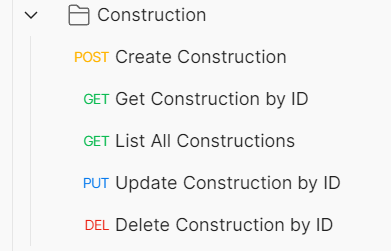 Construction
POST Create Construction
GET Get Construction by ID
GET List All Constructions
PUT Update Construction by ID
DEL Delete Construction by ID